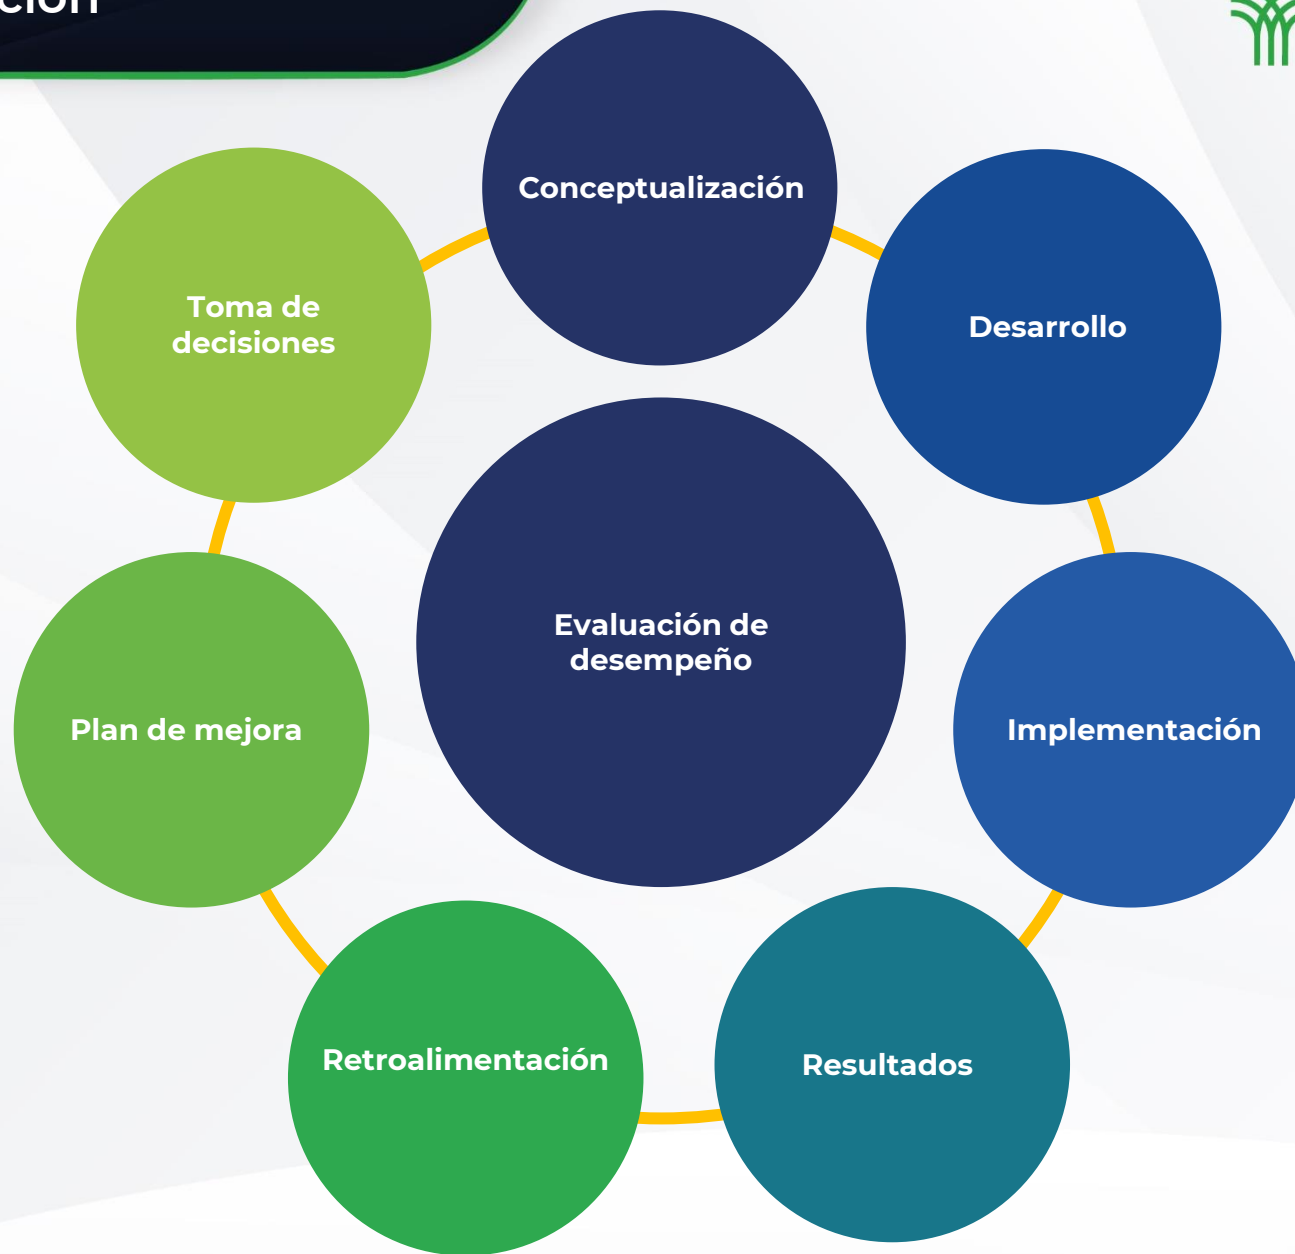 Conceptualización
Desarrollo
Implementación
Resultados
Retroalimentación
Plan de mejora
Toma de
decisiones
Evaluación de
desempeño